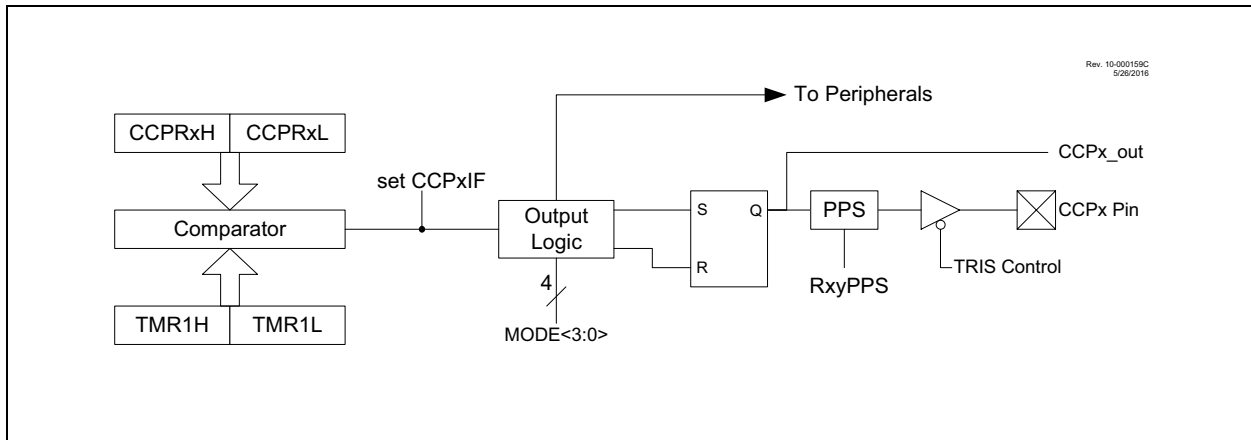 Rev. 10-000159C
5/26/2016
To Peripherals
CCPRxH CCPRxL
CCPx_out
set CCPxIF
Comparator
Output
Logic
S Q
R
PPS
CCPx Pin
TRIS Control
RxyPPS
4
MODE<3:0>
TMR1H TMR1L